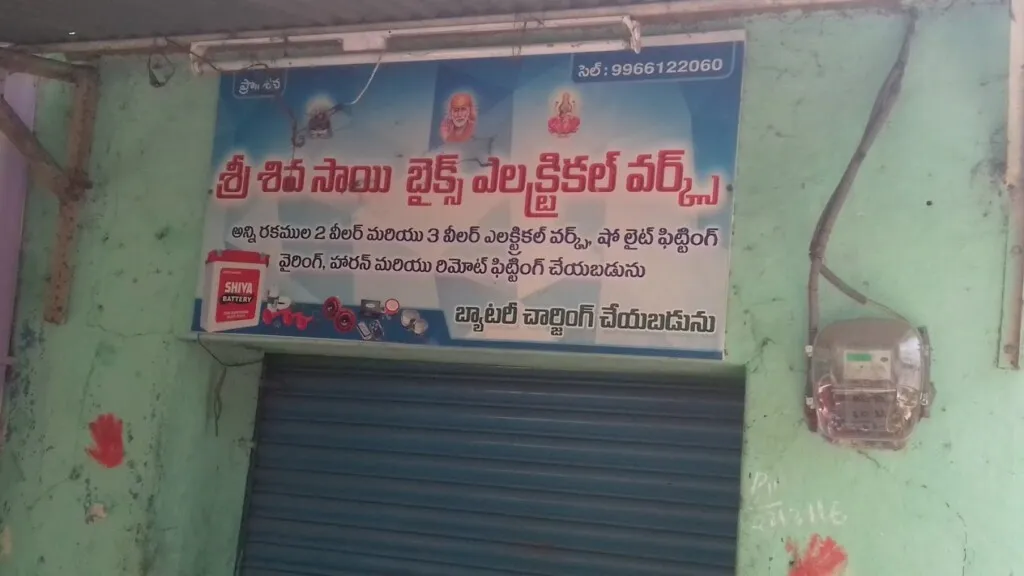 ప్రొ॥ శివ
సెల్ : 9966122060
శ్రీ శివ సాయి బైక్స్ ఎలక్ట్రికల్ వర్క్స్
అన్ని రకముల 2 వీలర్ మరియు 3 వీలర్ ఎలక్ట్రికల్ వర్క్స్, షో లైట్ ఫిట్టింగ్
వైరింగ్, హారన్ మరియు రిమోట్ ఫిట్టింగ్ చేయబడును
SHIVA
BATTERY
బ్యాటరీ చార్జింగ్ చేయబడును